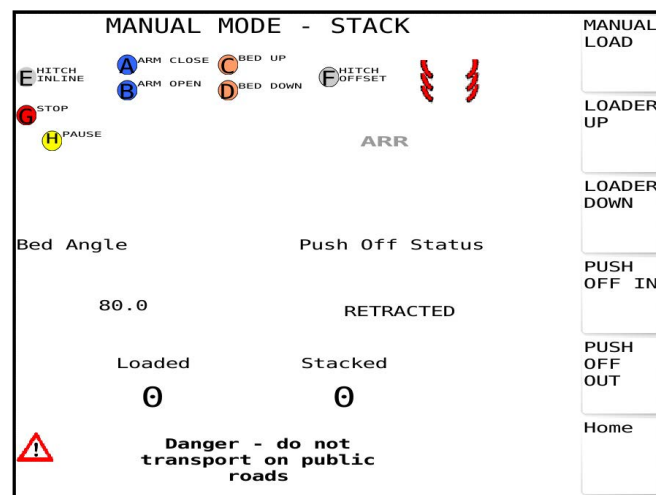 MANUAL MODE - STACK
E HITCH INLINE
A ARM CLOSE
B ARM OPEN
C BED UP
D BED DOWN
F HITCH OFFSET
G STOP
H PAUSE
ARR
Bed Angle
Push Off Status
80.0
RETRACTED
Loaded
Stacked
0
0
! Danger - do not
transport on public
roads
MANUAL
LOAD
LOADER
UP
LOADER
DOWN
PUSH
OFF IN
PUSH
OFF
OUT
Home